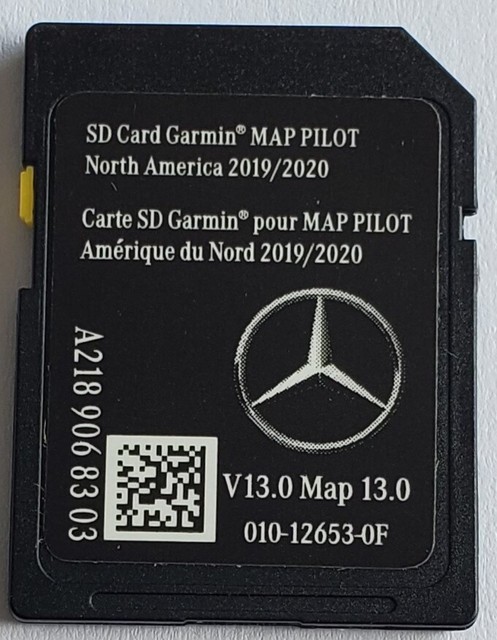 SD Card Garmin® MAP PILOT
North America 2019/2020
Carte SD Garmin® pour MAP PILOT
Amérique du Nord 2019/2020
A218 906 83 03
V13.0 Map 13.0
010-12653-0F